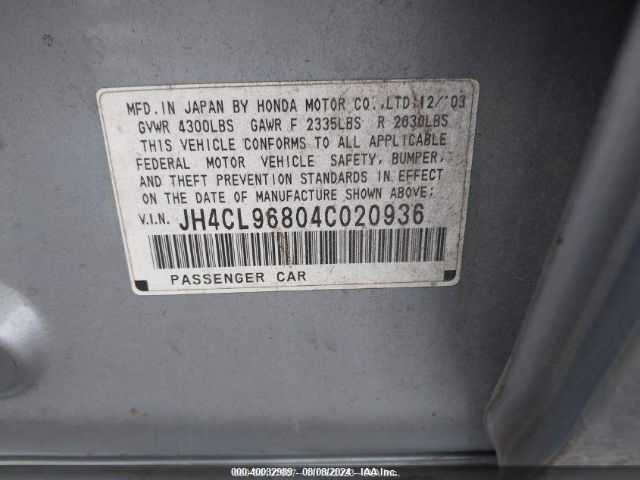 MFD. IN JAPAN BY HONDA MOTOR CO.,LTD. 12/'03
GVWR 4300LBS GAWR F 2335LBS R 2030LBS
THIS VEHICLE CONFORMS TO ALL APPLICABLE
FEDERAL MOTOR VEHICLE SAFETY, BUMPER,
AND THEFT PREVENTION STANDARDS IN EFFECT
ON THE DATE OF MANUFACTURE SHOWN ABOVE:
V.I.N. JH4CL96804C020936
PASSENGER CAR
000-40032989 08/08/2024 IAA Inc.